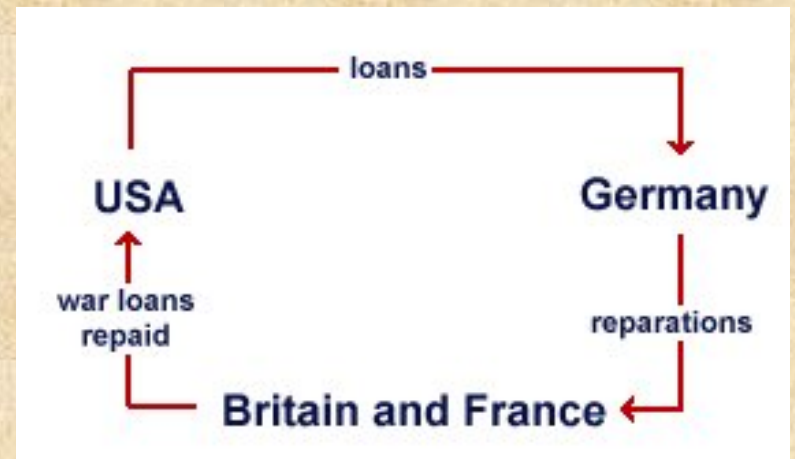 loans
USA
Germany
war loans
repaid
reparations
Britain and France